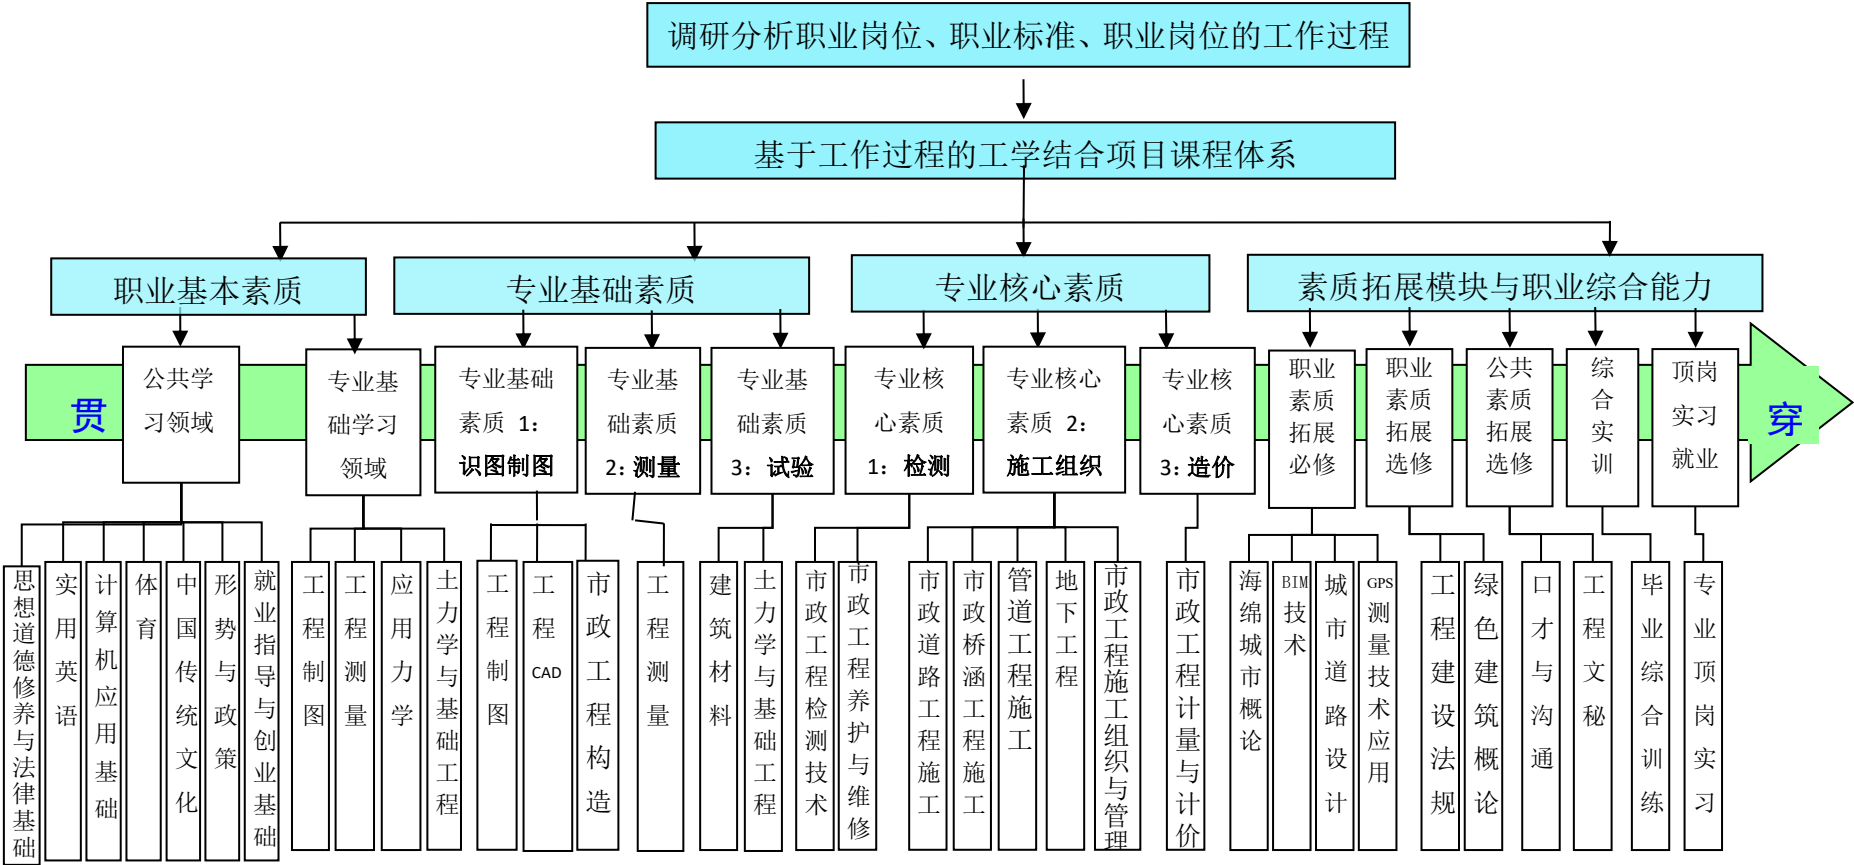 调研分析职业岗位、职业标准、职业岗位的工作过程
基于工作过程的工学结合项目课程体系
职业基本素质
专业基础素质
专业核心素质
素质拓展模块与职业综合能力
贯
公共学
习领域
专业基
础学习
领域
专业基础
素质 1：
识图制图
专业基
础素质
2：测量
专业基
础素质
3：试验
专业核
心素质
1：检测
专业核心
素质 2：
施工组织
专业核
心素质
3：造价
职业
素质
拓展
必修
职业
素质
拓展
选修
公共
素质
拓展
选修
综
合
实
训
顶岗
实习
就业
穿
思想道德修养与法律基础
实用英语
计算机应用基础
体育
中国传统文化
形势与政策
就业指导与创业基础
工程制图
工程测量
应用力学
土力学与基础工程
工程制图
工程CAD
市政工程构造
工程测量
建筑材料
土力学与基础工程
市政工程检测技术
市政工程养护与维修
市政道路工程施工
市政桥涵工程施工
管道工程施工
地下工程
市政工程施工组织与管理
市政工程计量与计价
海绵城市概论
BIM技术
城市道路设计
GPS测量技术应用
工程建设法规
绿色建筑概论
口才与沟通
工程文秘
毕业综合训练
专业顶岗实习